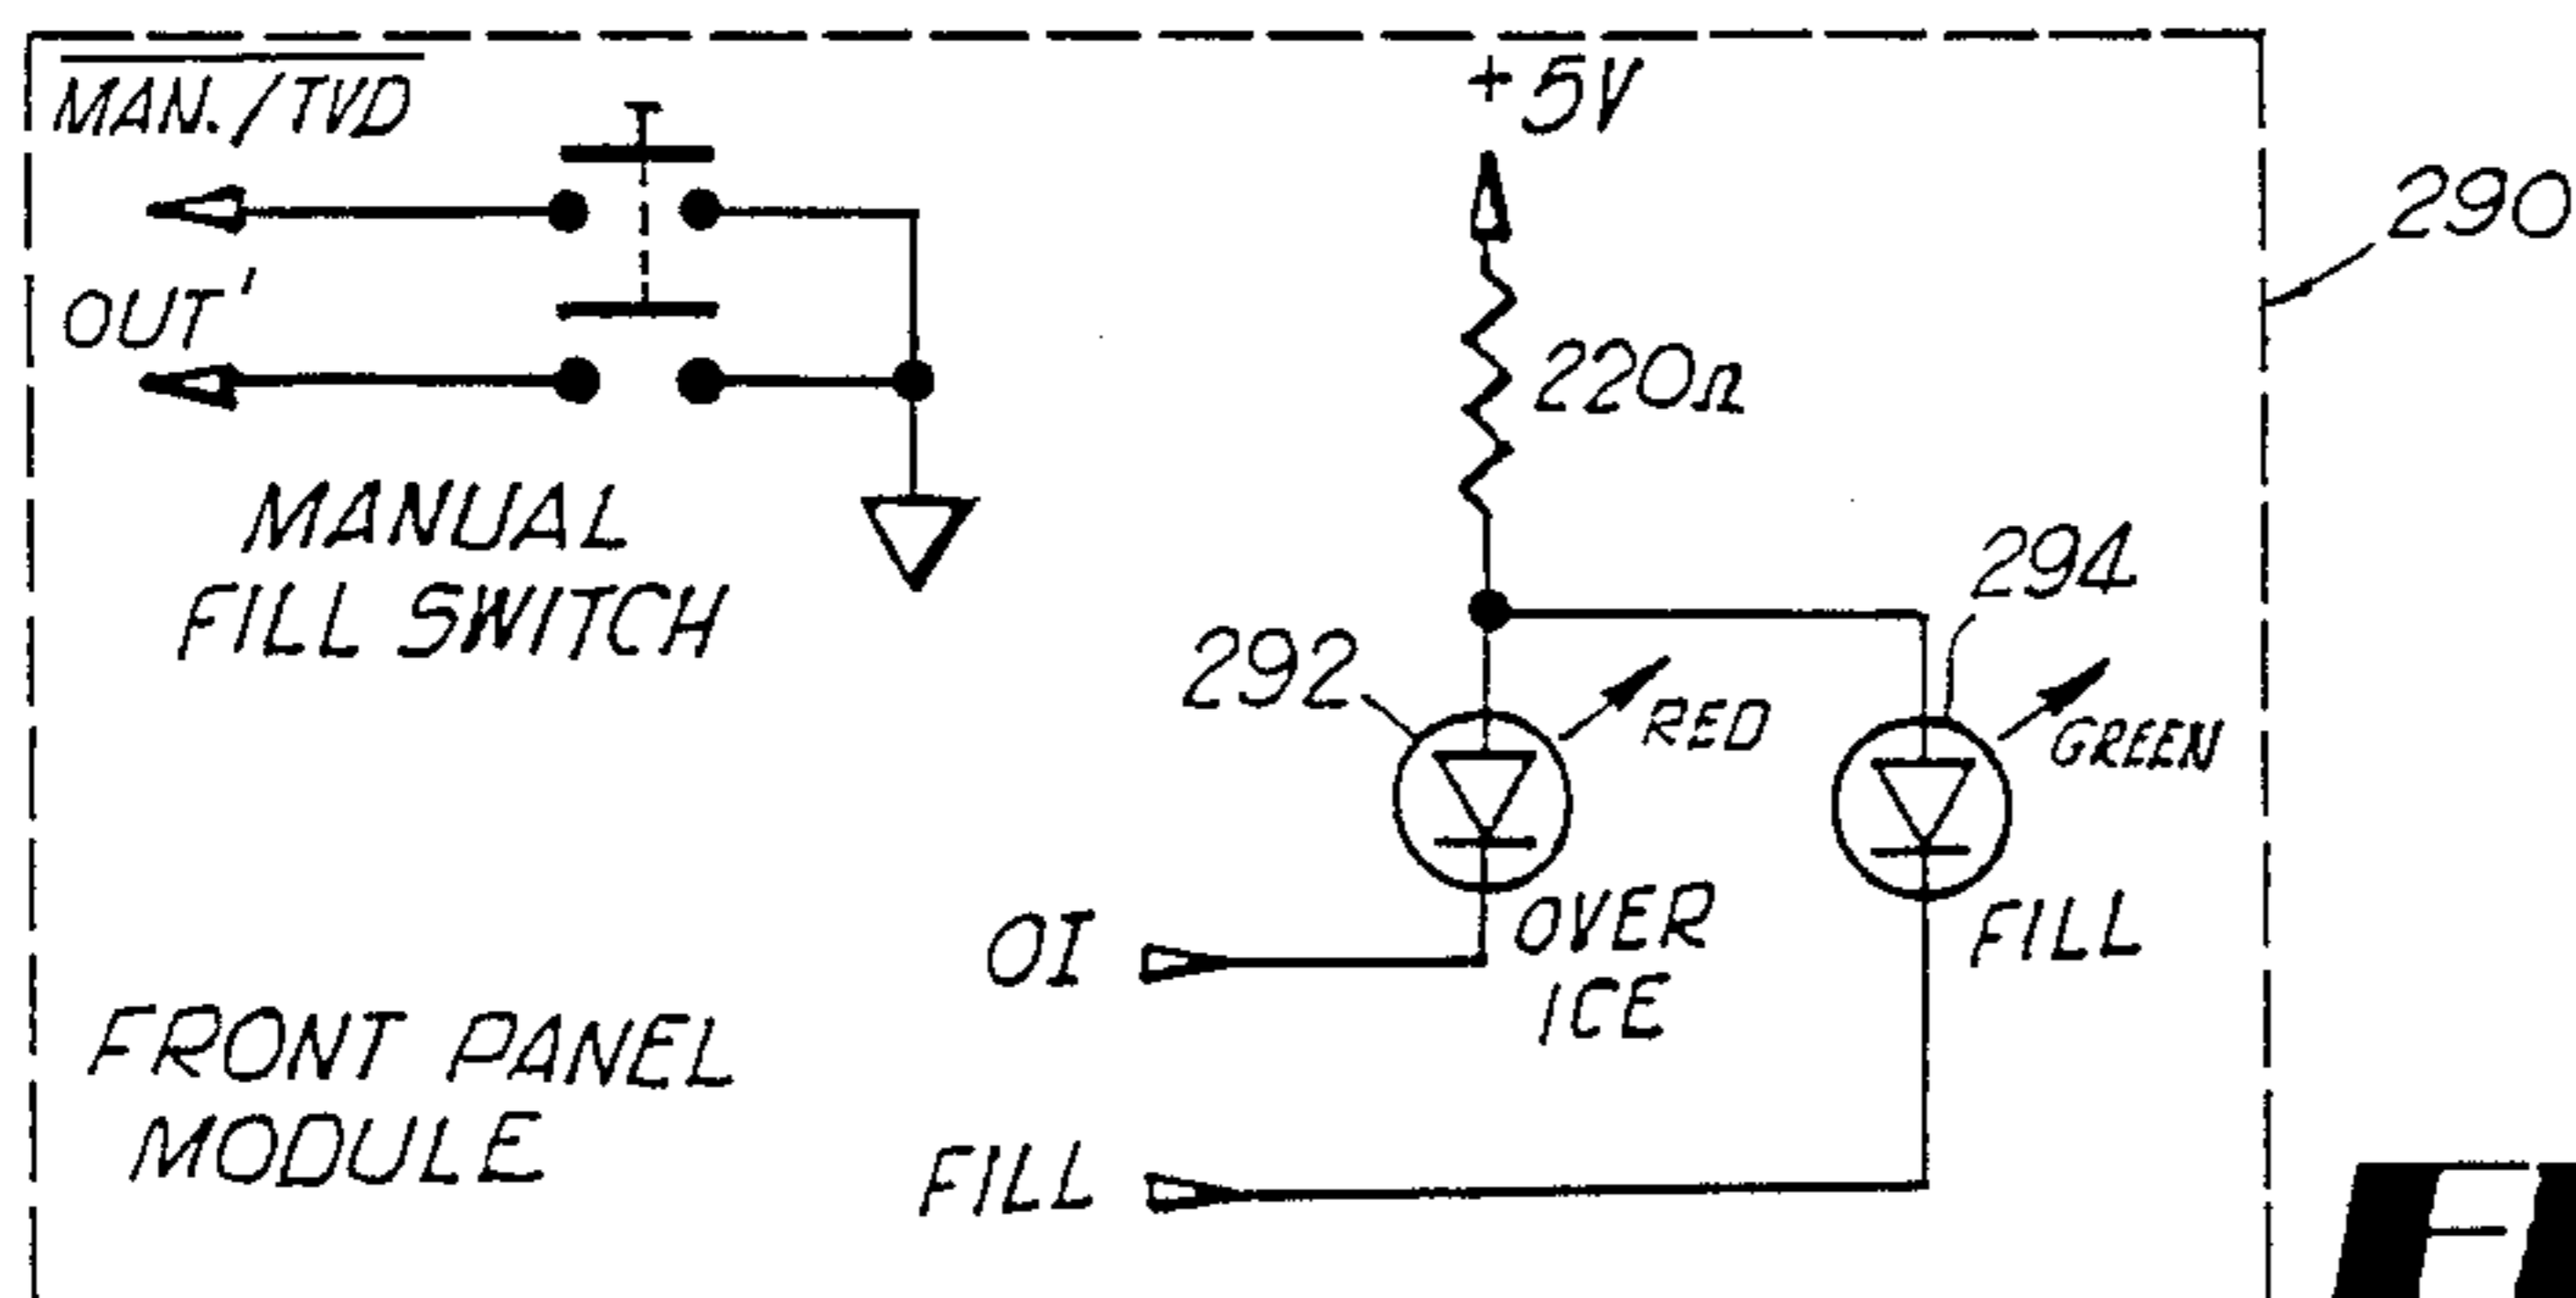 MAN./TVD
+5V
290
OUT'
220Ω
MANUAL
FILL SWITCH
294
292
RED
GREEN
OI
OVER
ICE
FILL
FRONT PANEL
MODULE
FILL